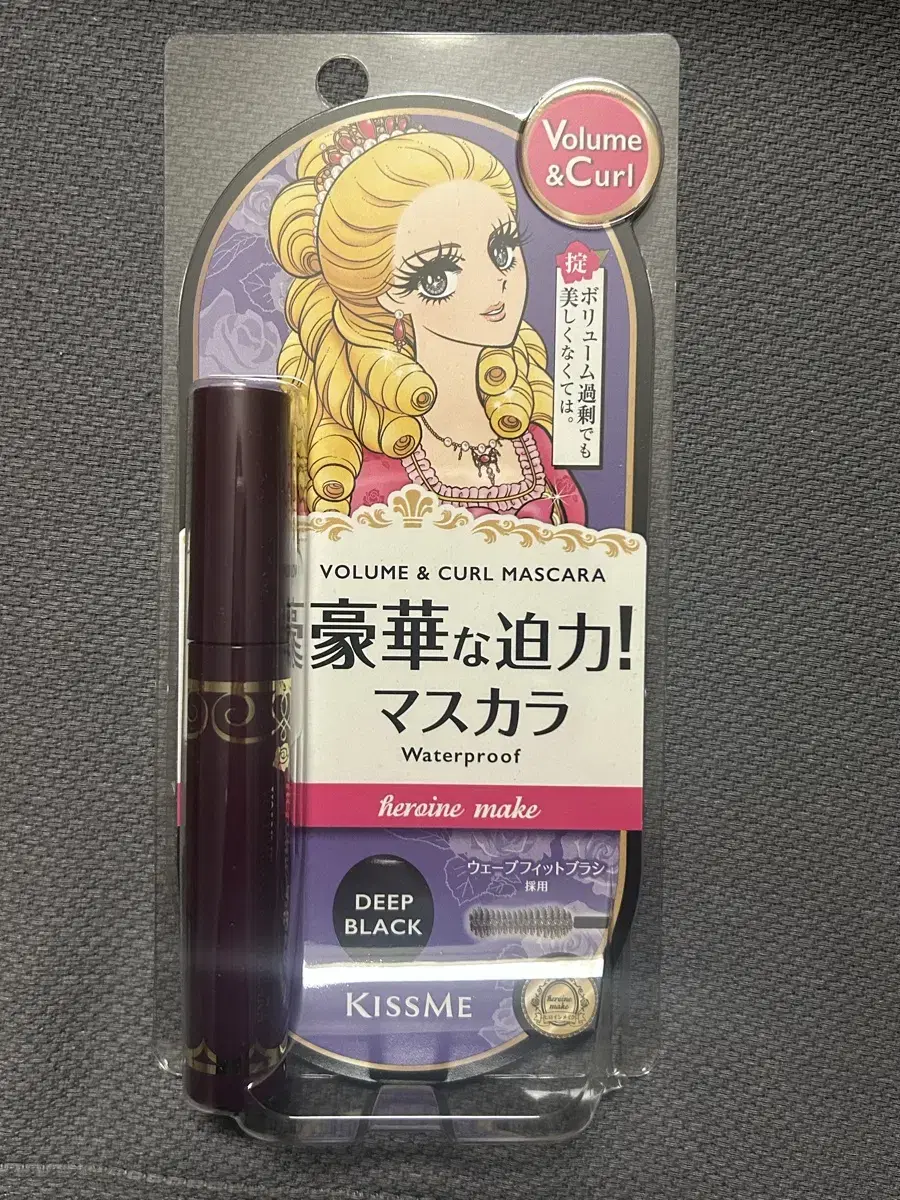 Volume
&Curl
掟
ボリューム過剰でも
美しくなくては。
VOLUME & CURL MASCARA
豪華な迫力!
マスカラ
Waterproof
heroine make
ウェーブフィットブラシ
採用
DEEP
BLACK
KISSME
heroine
make